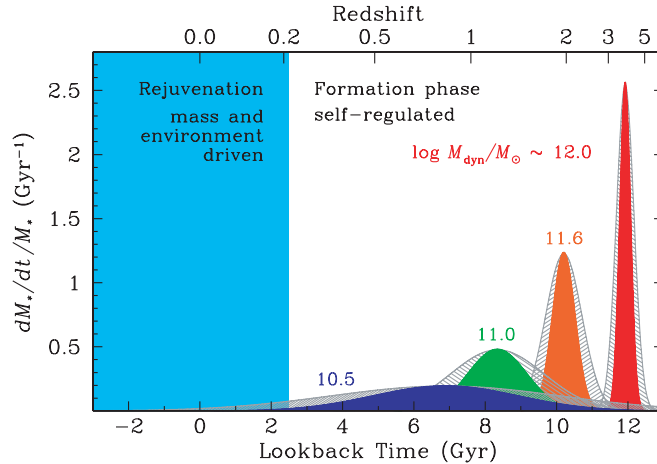 Redshift
0.0 0.2 0.5 1 2 3 5
Rejuvenation
mass and
environment
driven
Formation phase
self-regulated
log M_dyn/M_⊙ ~ 12.0
11.6
11.0
10.5
dM_*/dt/M_* (Gyr⁻¹)
2.5
2
1.5
1
0.5
-2 0 2 4 6 8 10 12
Lookback Time (Gyr)